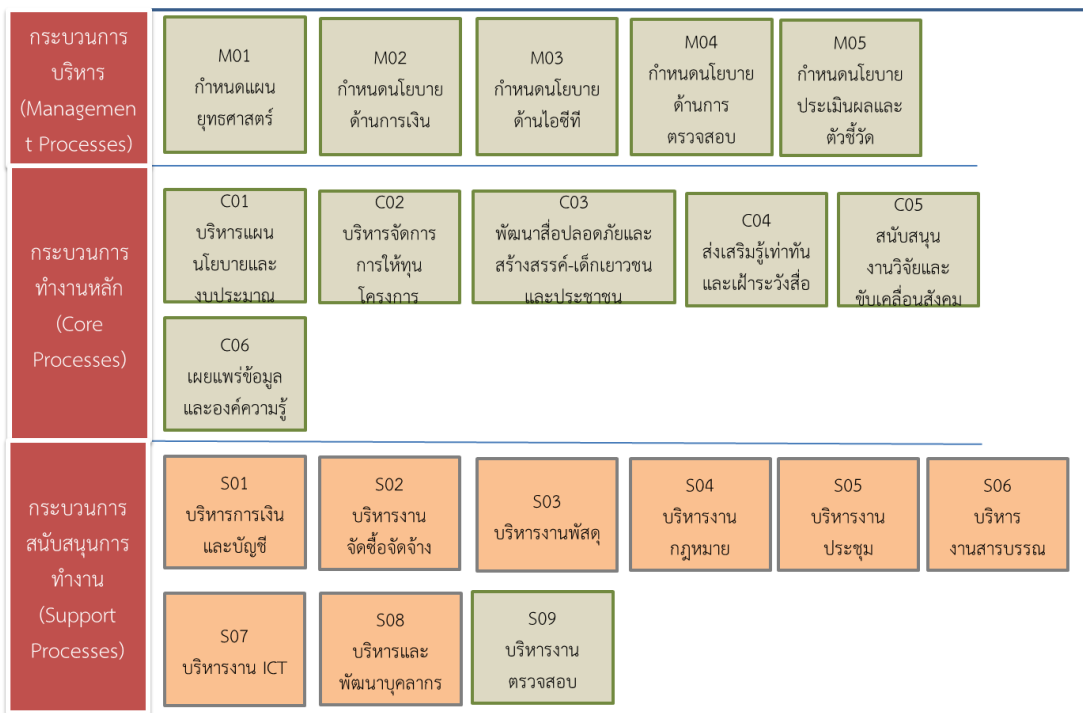 กระบวนการ
บริหาร
(Managemen
t Processes)
M01
กำหนดแผน
ยุทธศาสตร์
M02
กำหนดนโยบาย
ด้านการเงิน
M03
กำหนดนโยบาย
ด้านไอซีที
M04
กำหนดนโยบาย
ด้านการ
ตรวจสอบ
M05
กำหนดนโยบาย
ประเมินผลและ
ตัวชี้วัด
กระบวนการ
ทำงานหลัก
(Core
Processes)
C01
บริหารแผน
นโยบายและ
งบประมาณ
C02
บริหารจัดการ
การให้ทุน
โครงการ
C03
พัฒนาสื่อปลอดภัยและ
สร้างสรรค์-เด็กเยาวชน
และประชาชน
C04
ส่งเสริมรู้เท่าทัน
และเฝ้าระวังสื่อ
C05
สนับสนุน
งานวิจัยและ
ขับเคลื่อนสังคม
C06
เผยแพร่ข้อมูล
และองค์ความรู้
กระบวนการ
สนับสนุนการ
ทำงาน
(Support
Processes)
S01
บริหารการเงิน
และบัญชี
S02
บริหารงาน
จัดซื้อจัดจ้าง
S03
บริหารงานพัสดุ
S04
บริหารงาน
กฎหมาย
S05
บริหารงาน
ประชุม
S06
บริหาร
งานสารบรรณ
S07
บริหารงาน ICT
S08
บริหารและ
พัฒนาบุคลากร
S09
บริหารงาน
ตรวจสอบ